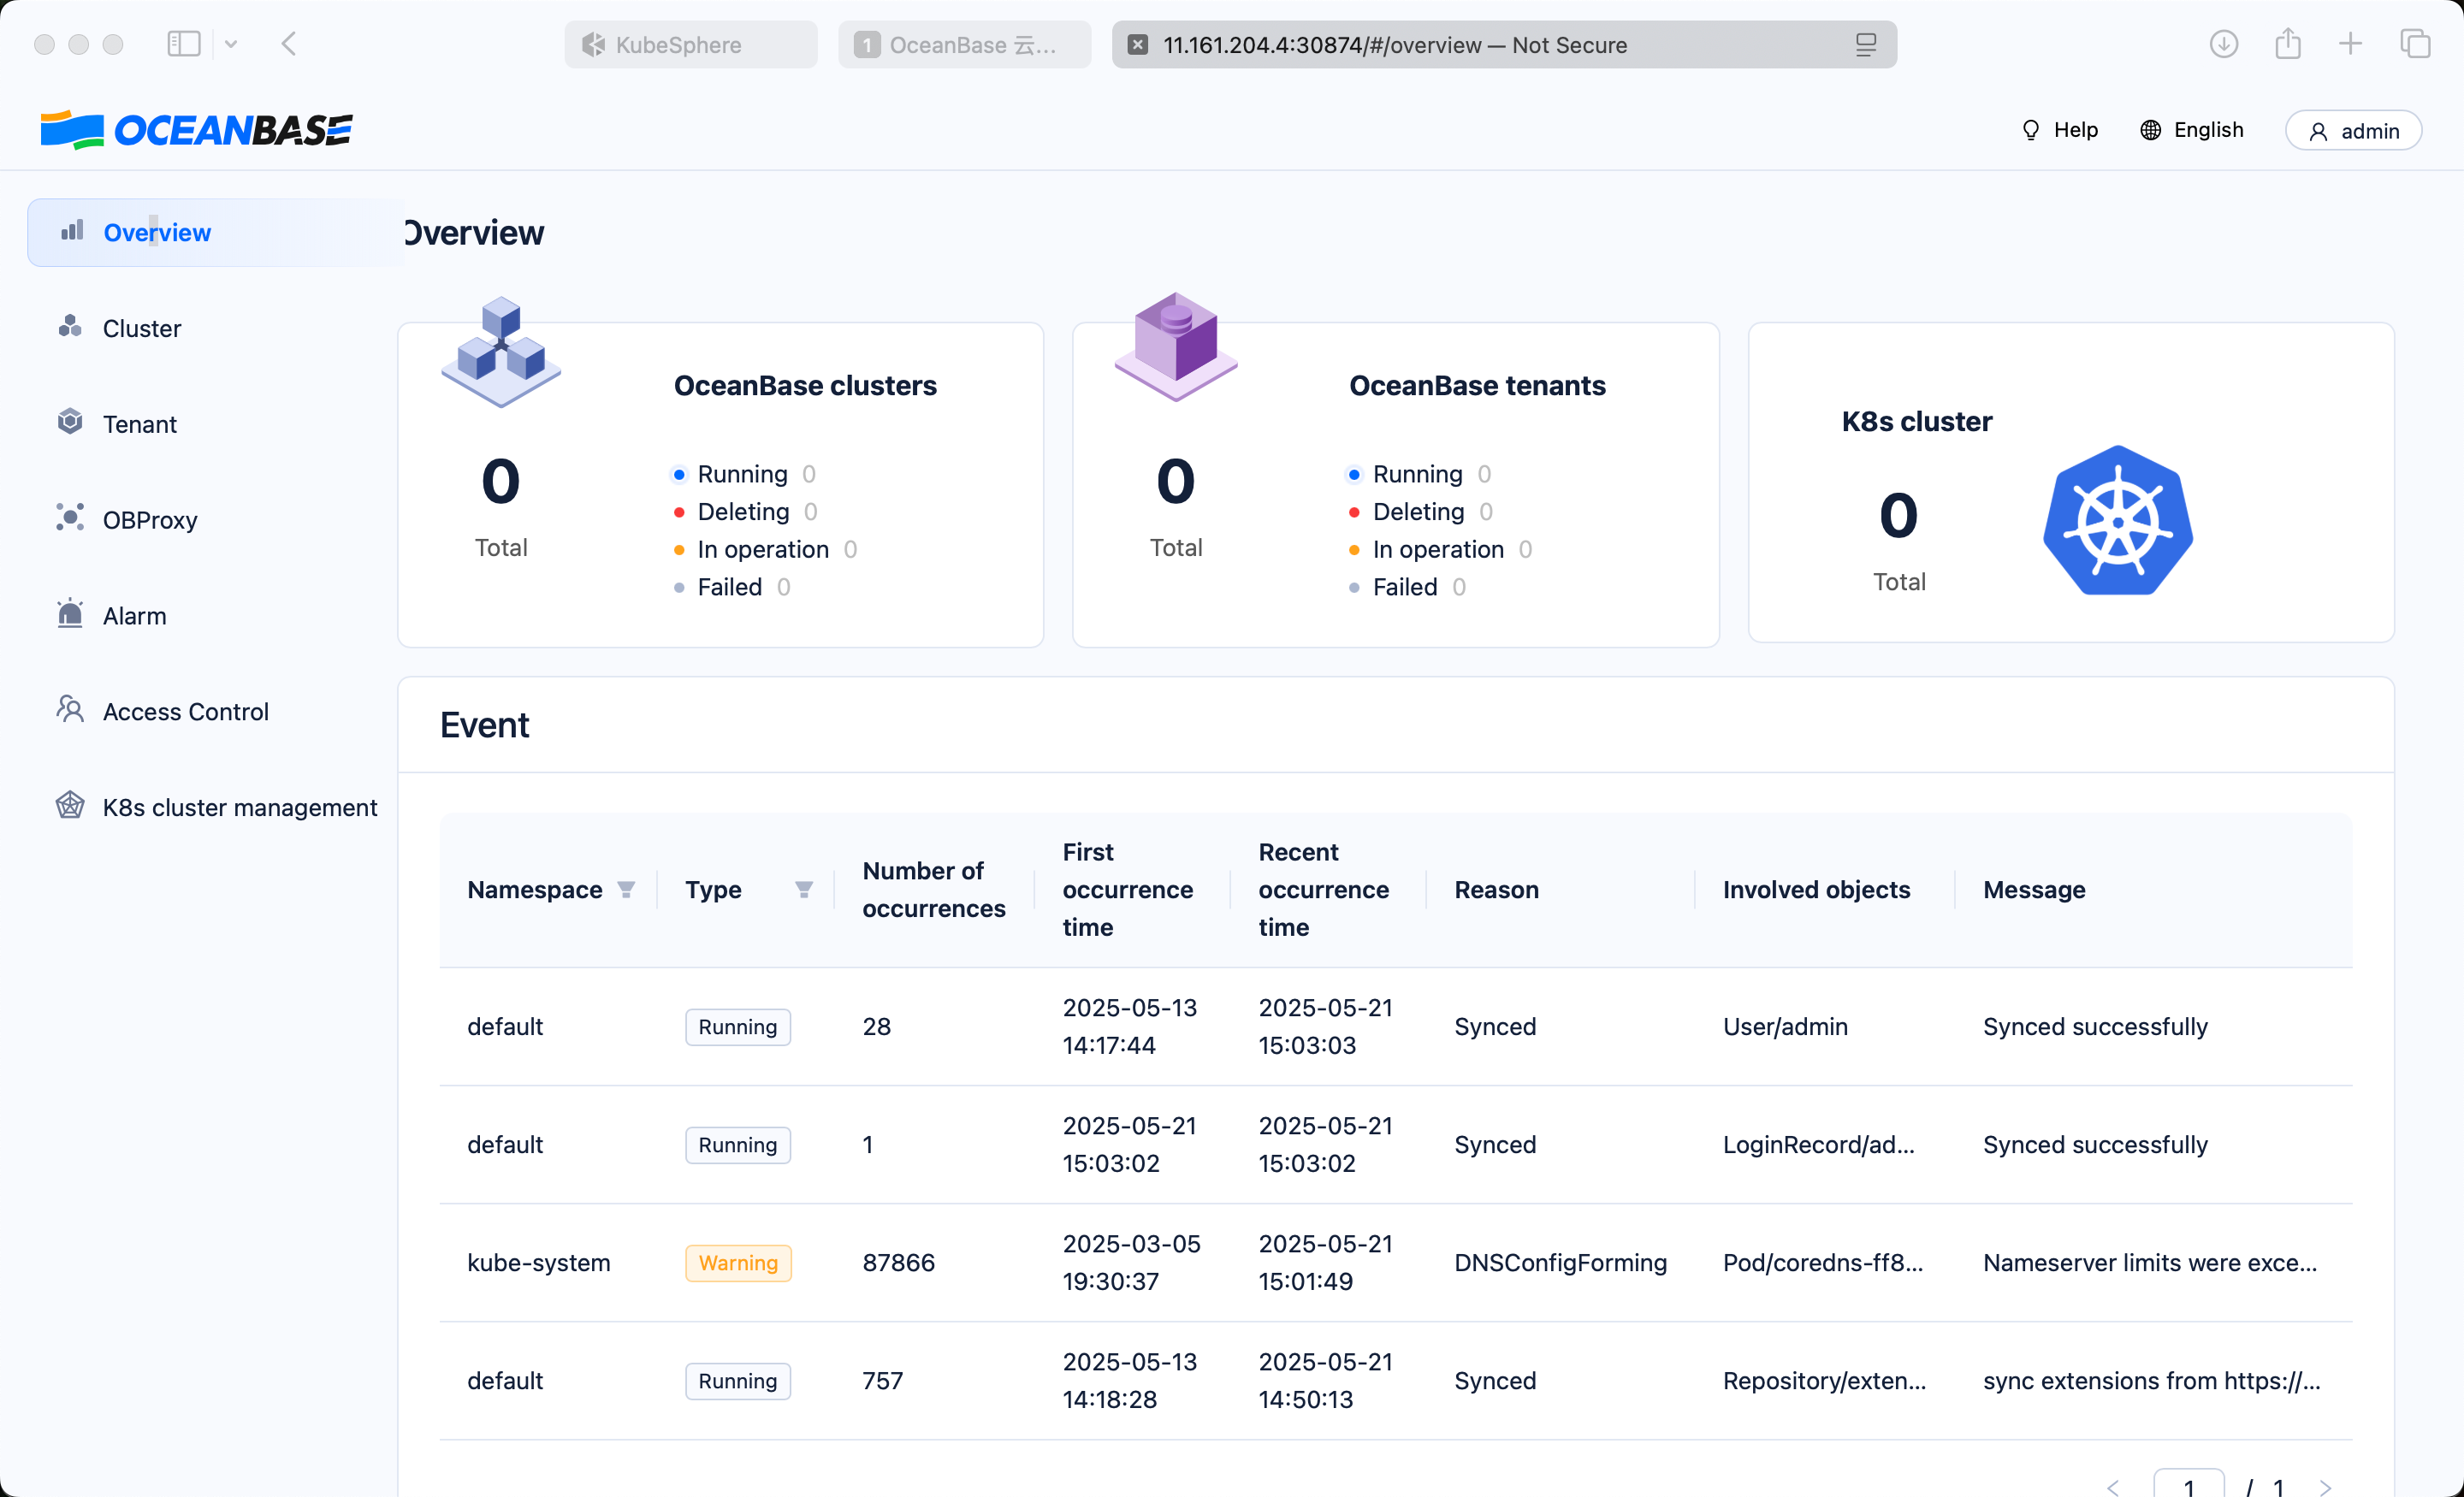 KubeSphere
1 OceanBase 云...
11.161.204.4:30874/#/overview — Not Secure
OCEANBASE
Help
English
admin
Overview
Cluster
Tenant
OBProxy
Alarm
Access Control
K8s cluster management
Overview
OceanBase clusters
0
Total
Running 0
Deleting 0
In operation 0
Failed 0
OceanBase tenants
0
Total
Running 0
Deleting 0
In operation 0
Failed 0
K8s cluster
0
Total
Event
Namespace
Type
Number of
occurrences
First
occurrence
time
Recent
occurrence
time
Reason
Involved objects
Message
default
Running
28
2025-05-13
14:17:44
2025-05-21
15:03:03
Synced
User/admin
Synced successfully
default
Running
1
2025-05-21
15:03:02
2025-05-21
15:03:02
Synced
LoginRecord/ad...
Synced successfully
kube-system
Warning
87866
2025-03-05
19:30:37
2025-05-21
15:01:49
DNSConfigForming
Pod/coredns-ff8...
Nameserver limits were exce...
default
Running
757
2025-05-13
14:18:28
2025-05-21
14:50:13
Synced
Repository/exten...
sync extensions from https://...
1 / 1